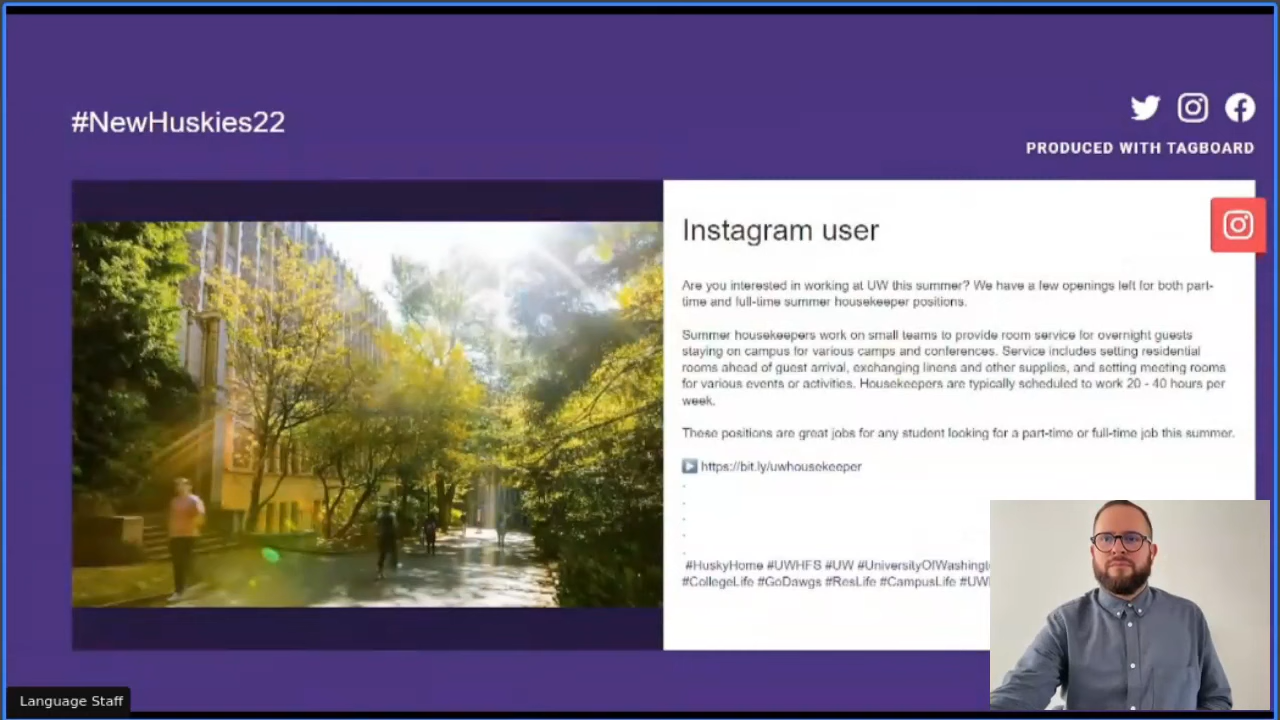 #NewHuskies22
PRODUCED WITH TAGBOARD
Instagram user
Are you interested in working at UW this summer? We have a few openings left for both part-
time and full-time summer housekeeper positions.
Summer housekeepers work on small teams to provide room service for overnight guests
staying on campus for various camps and conferences. Service includes setting residential
rooms ahead of guest arrival, exchanging linens and other supplies, and setting meeting rooms
for various events or activities. Housekeepers are typically scheduled to work 20 - 40 hours per
week.
These positions are great jobs for any student looking for a part-time or full-time job this summer.
▶️ https://bit.ly/uwhousekeeper
.
.
.
.
.
#HuskyHome #UWHFS #UW #UniversityOfWashingt
#CollegeLife #GoDawgs #ResLife #CampusLife
Language Staff